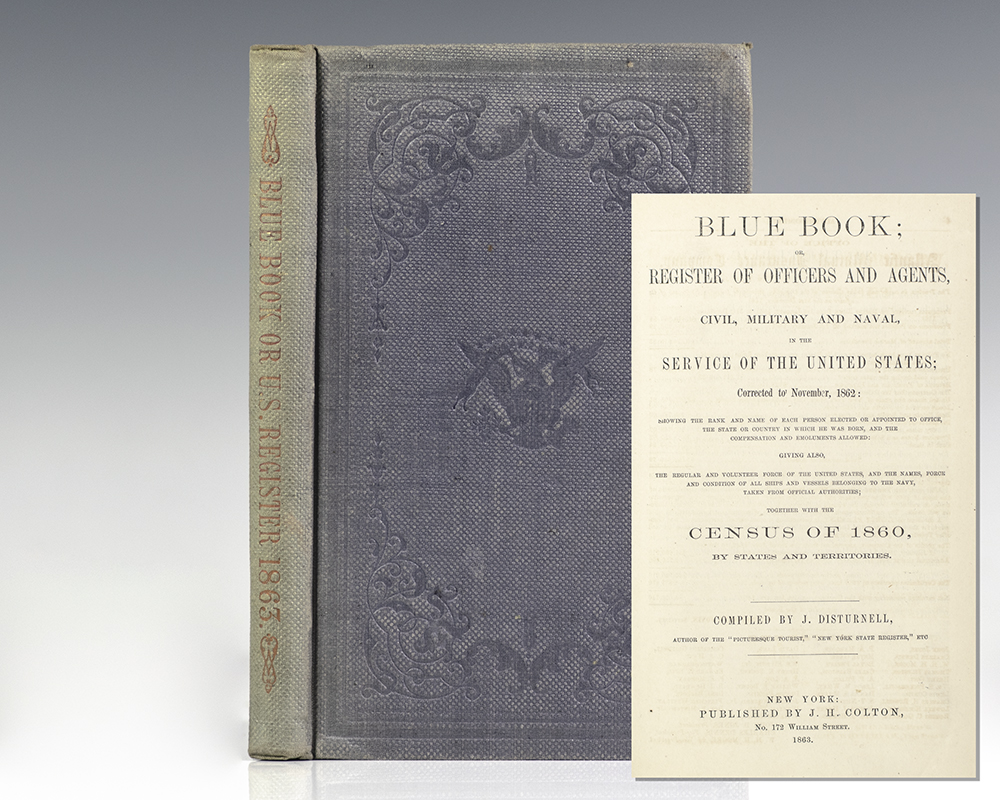 BLUE BOOK OR U.S. REGISTER 1863.
BLUE BOOK;
OR,
REGISTER OF OFFICERS AND AGENTS,
CIVIL, MILITARY AND NAVAL,
IN THE
SERVICE OF THE UNITED STATES;
Corrected to November, 1862:
SHOWING THE RANK AND NAME OF EACH PERSON ELECTED OR APPOINTED TO OFFICE,
THE STATE OR COUNTRY IN WHICH HE WAS BORN, AND THE
COMPENSATION AND EMOLUMENTS ALLOWED:
GIVING ALSO,
THE REGULAR AND VOLUNTEER FORCE OF THE UNITED STATES, AND THE NAMES, FORCE
AND CONDITION OF ALL SHIPS AND VESSELS BELONGING TO THE NAVY,
TAKEN FROM OFFICIAL AUTHORITIES;
TOGETHER WITH THE
CENSUS OF 1860,
BY STATES AND TERRITORIES.
COMPILED BY J. DISTURNELL,
AUTHOR OF THE "PICTURESQUE TOURIST," "NEW YORK STATE REGISTER," ETC
NEW YORK:
PUBLISHED BY J. H. COLTON,
No. 172 WILLIAM STREET.
1863.